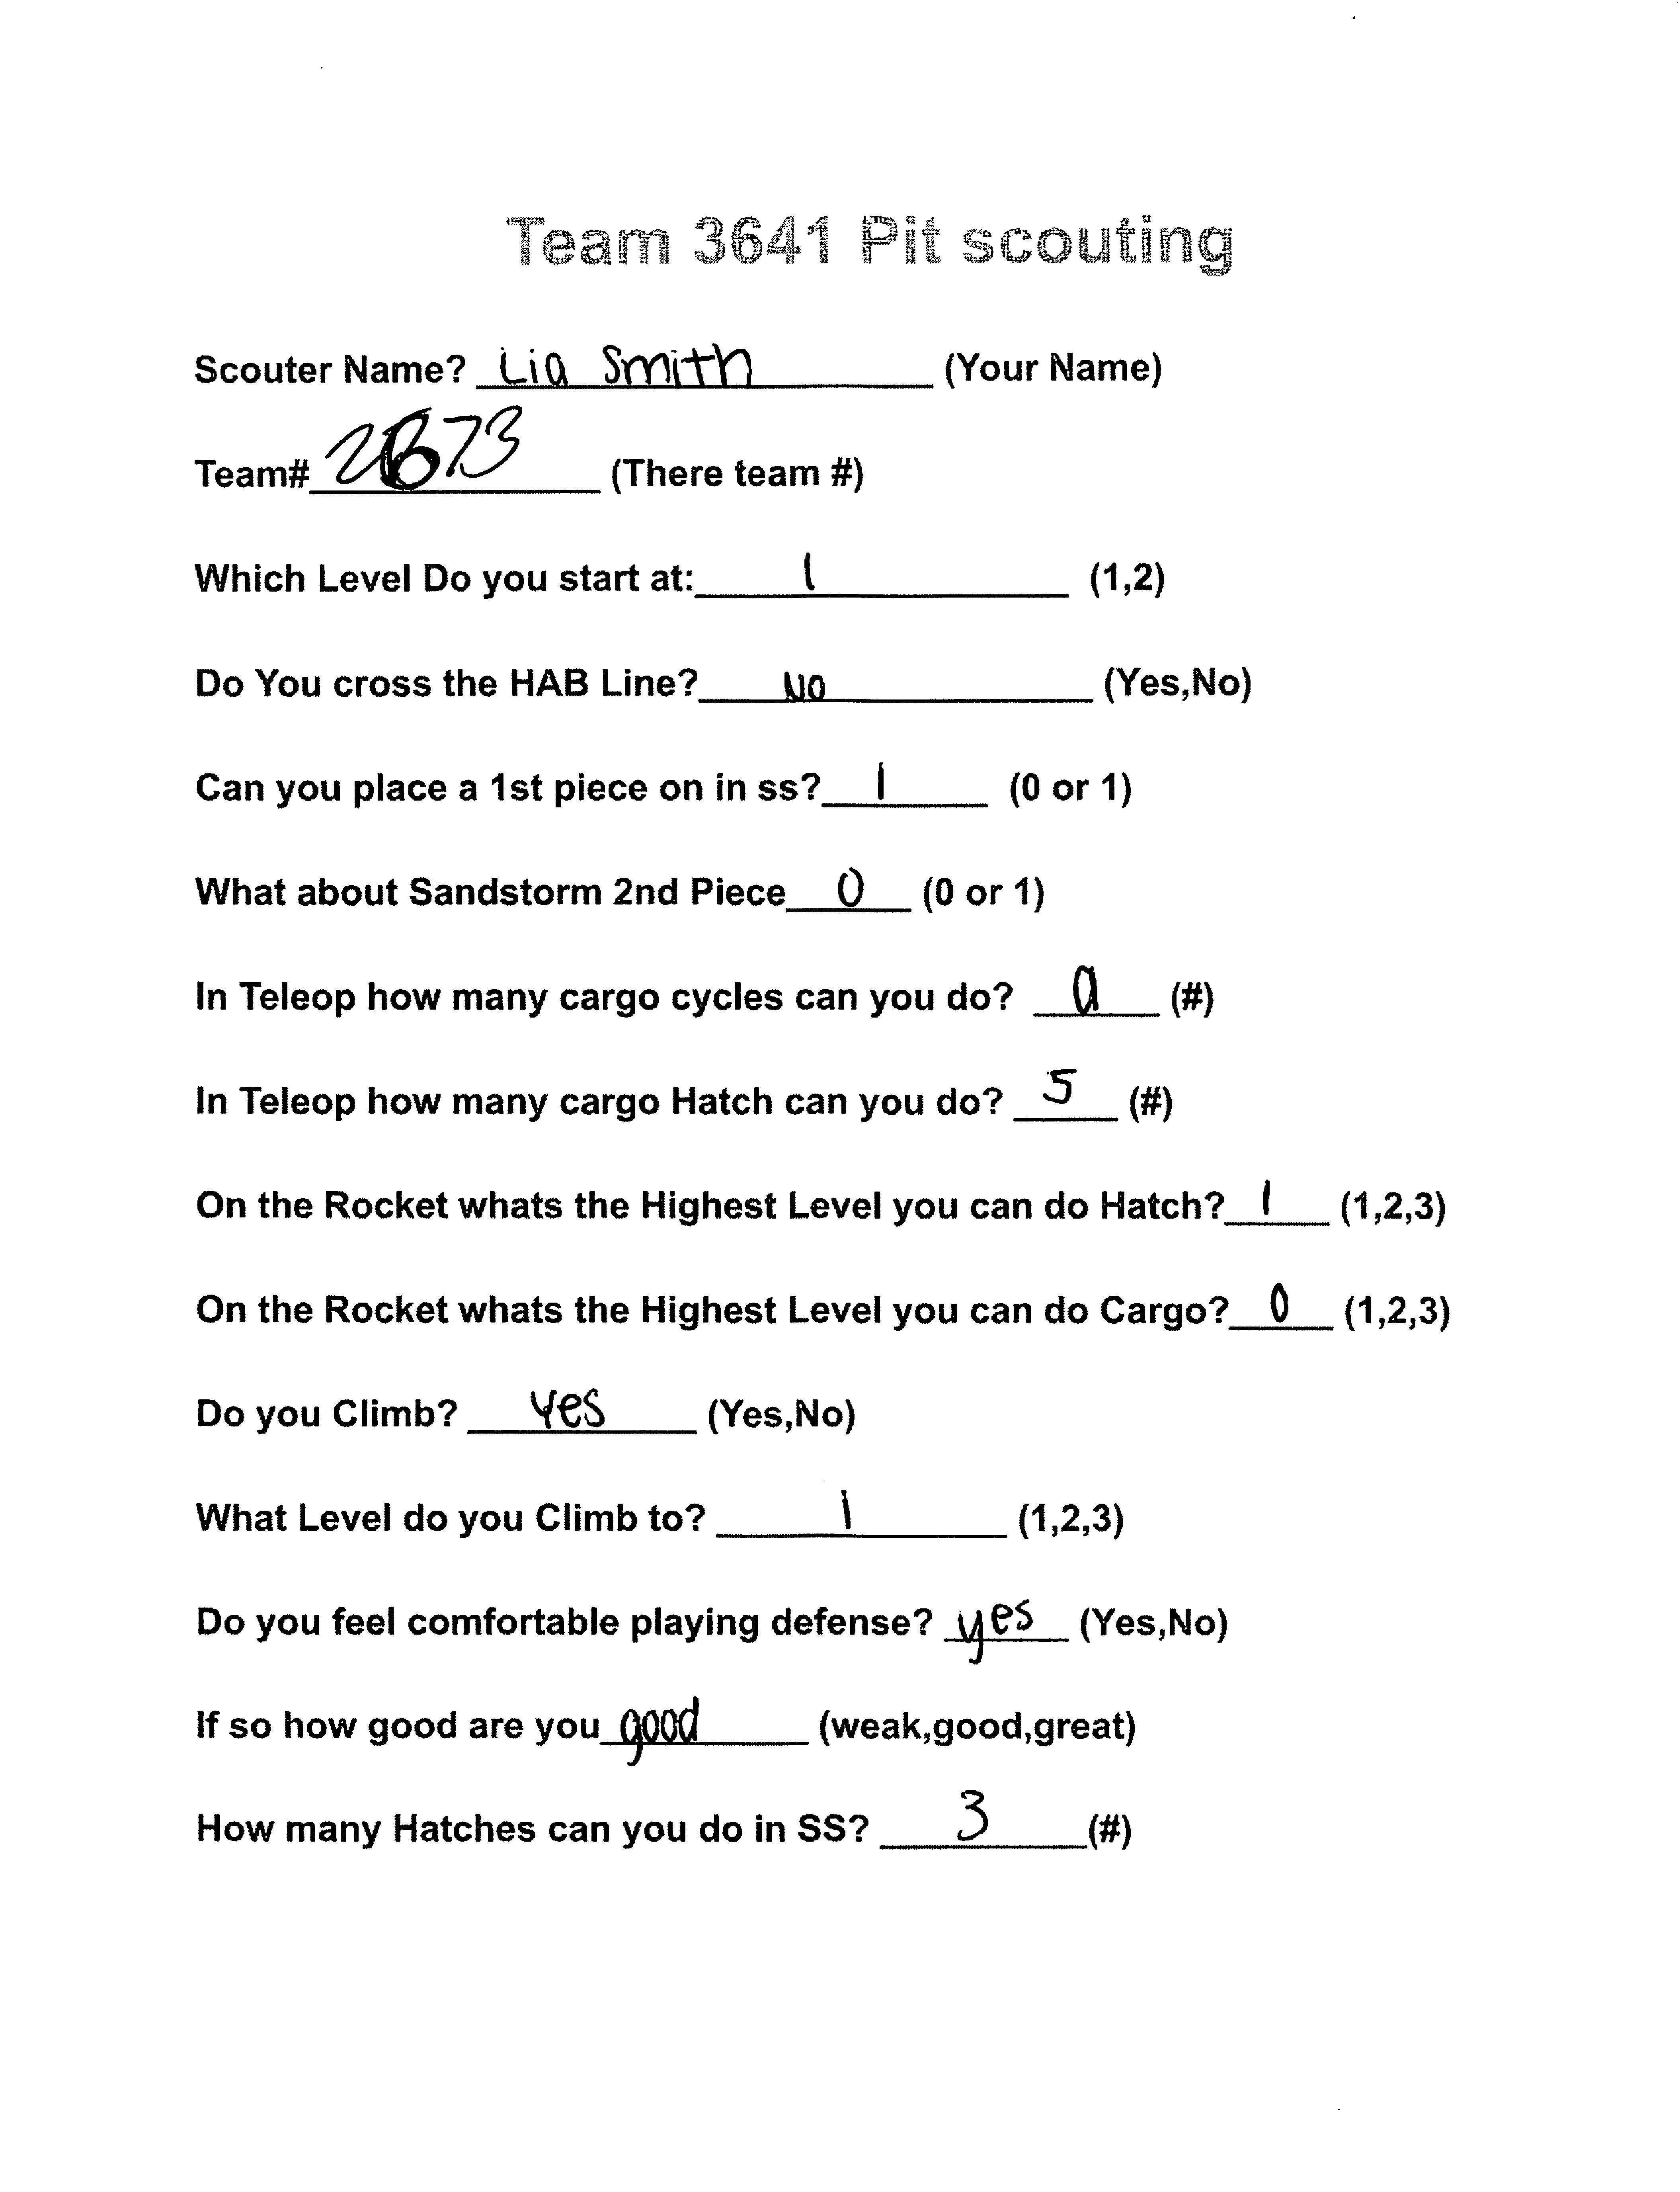 Team 3641 Pit scouting
Scouter Name? Lia Smith (Your Name)
Team# 2673 (There team #)
Which Level Do you start at: 1 (1,2)
Do You cross the HAB Line? No (Yes,No)
Can you place a 1st piece on in ss? 1 (0 or 1)
What about Sandstorm 2nd Piece 0 (0 or 1)
In Teleop how many cargo cycles can you do? 0 (#)
In Teleop how many cargo Hatch can you do? 5 (#)
On the Rocket whats the Highest Level you can do Hatch? 1 (1,2,3)
On the Rocket whats the Highest Level you can do Cargo? 0 (1,2,3)
Do you Climb? Yes (Yes,No)
What Level do you Climb to? 1 (1,2,3)
Do you feel comfortable playing defense? yes (Yes,No)
If so how good are you good (weak,good,great)
How many Hatches can you do in SS? 3 (#)